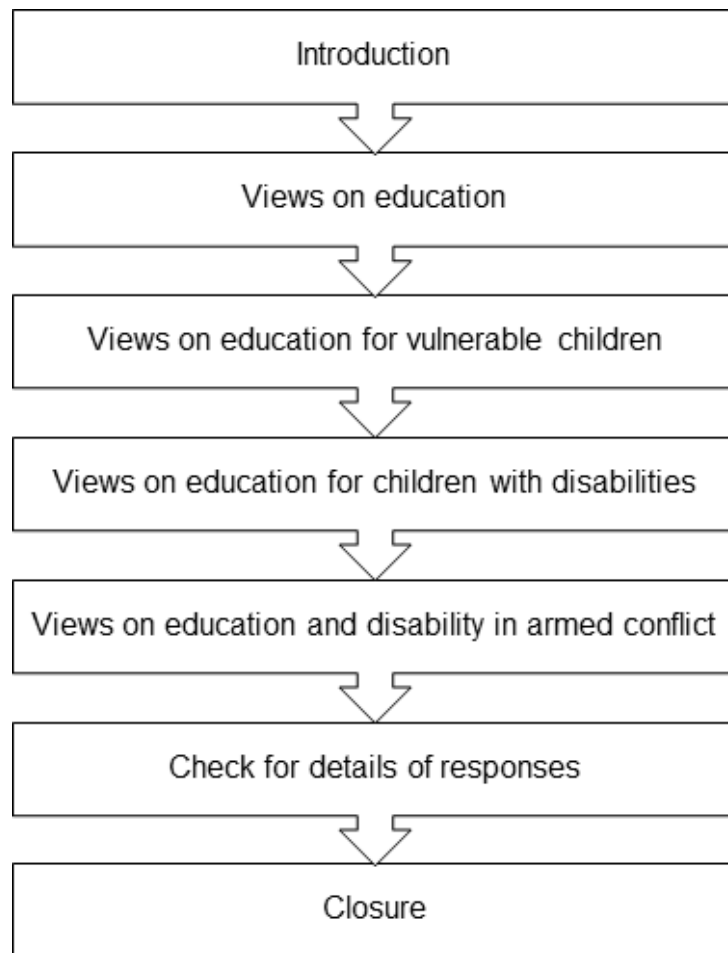 Introduction
Views on education
Views on education for vulnerable children
Views on education for children with disabilities
Views on education and disability in armed conflict
Check for details of responses
Closure